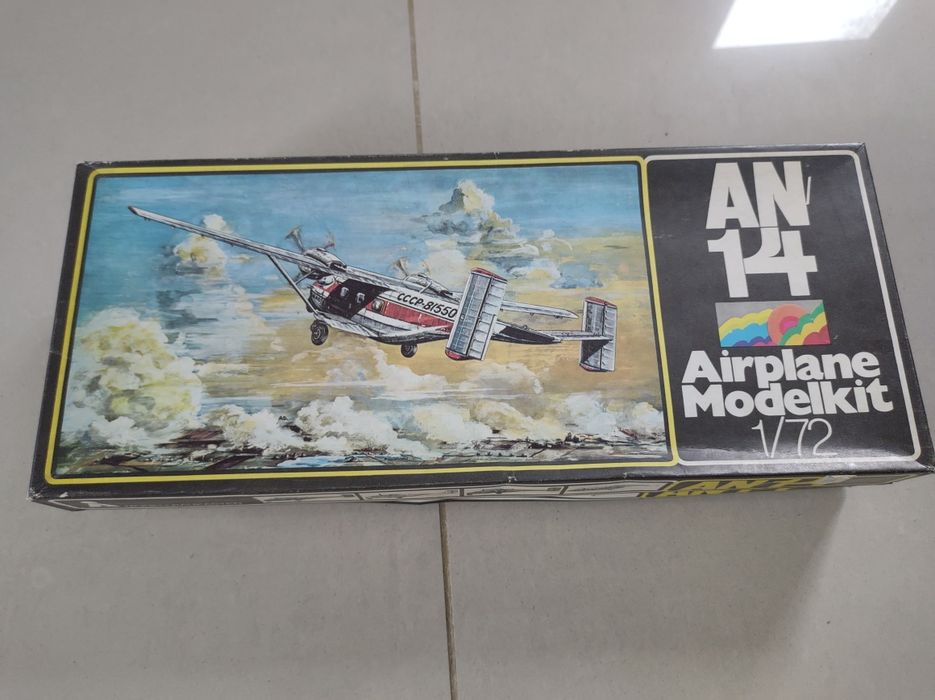 AN
14
Airplane
Modelkit
1/72
CCCP-81550